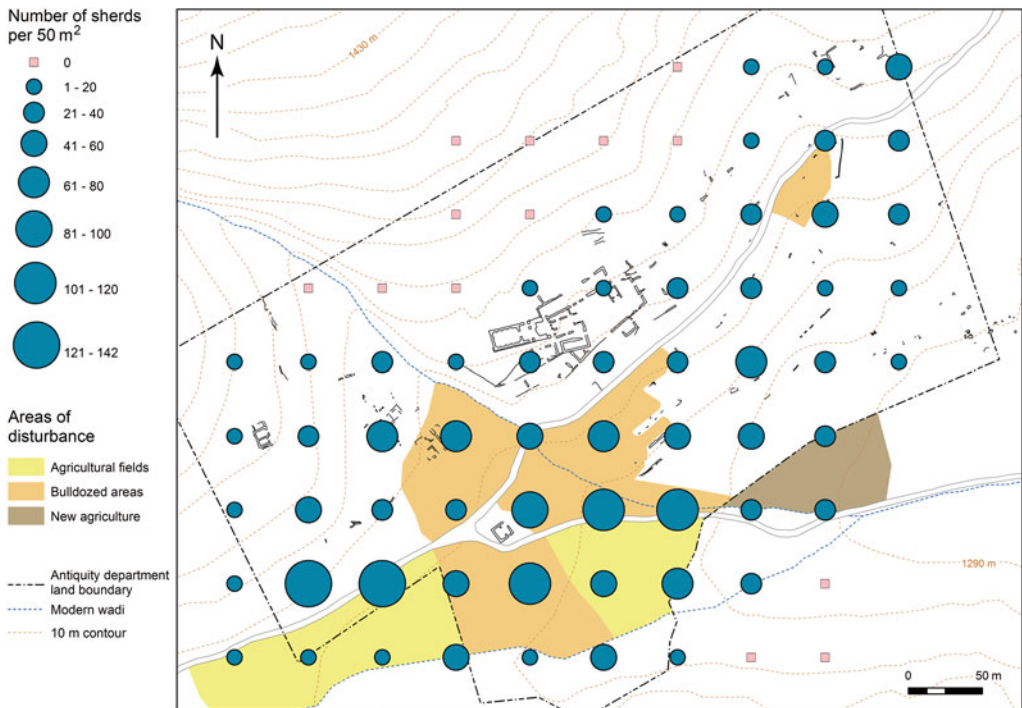 Number of sherds
per 50 m²
0
1 - 20
21 - 40
41 - 60
61 - 80
81 - 100
101 - 120
121 - 142
Areas of
disturbance
Agricultural fields
Bulldozed areas
New agriculture
Antiquity department
land boundary
Modern wadi
10 m contour
N
1430 m
1290 m
0 50 m